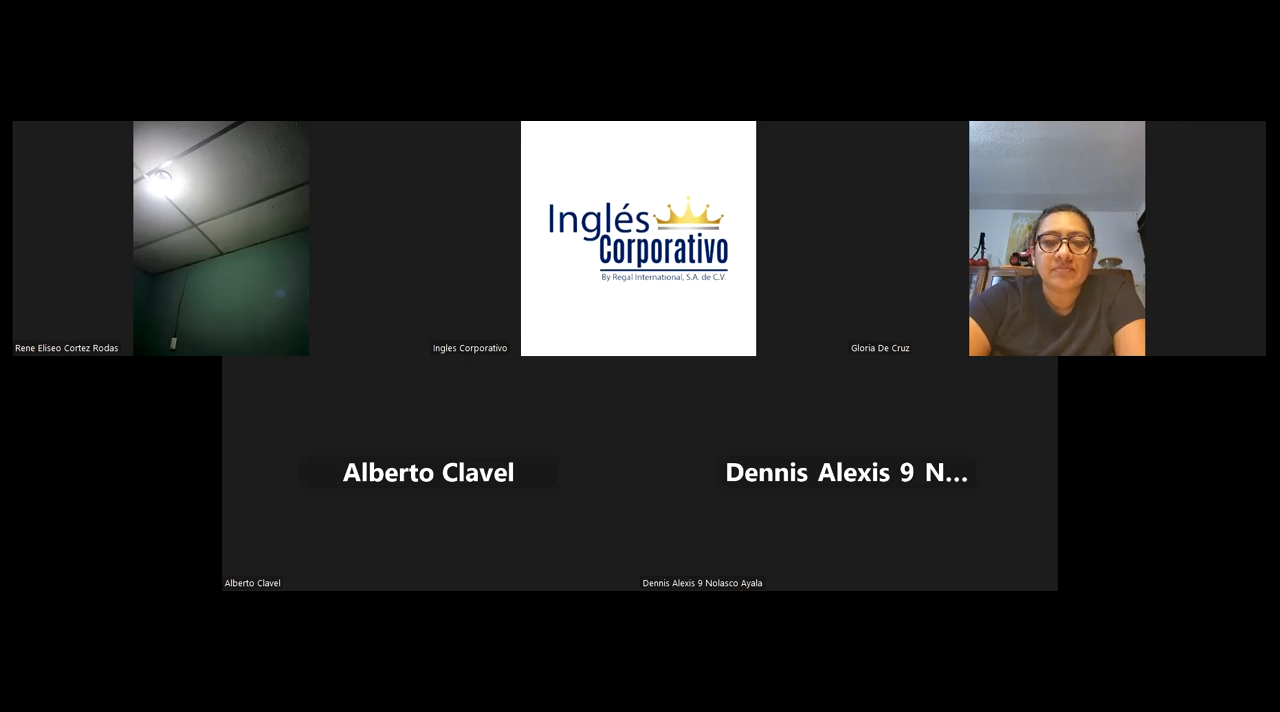 Inglés
Corporativo
By Regal International, S.A. de C.V.
Rene Eliseo Cortez Rodas
Ingles Corporativo
Gloria De Cruz
Alberto Clavel
Dennis Alexis 9 N...
Alberto Clavel
Dennis Alexis 9 Nolasco Ayala